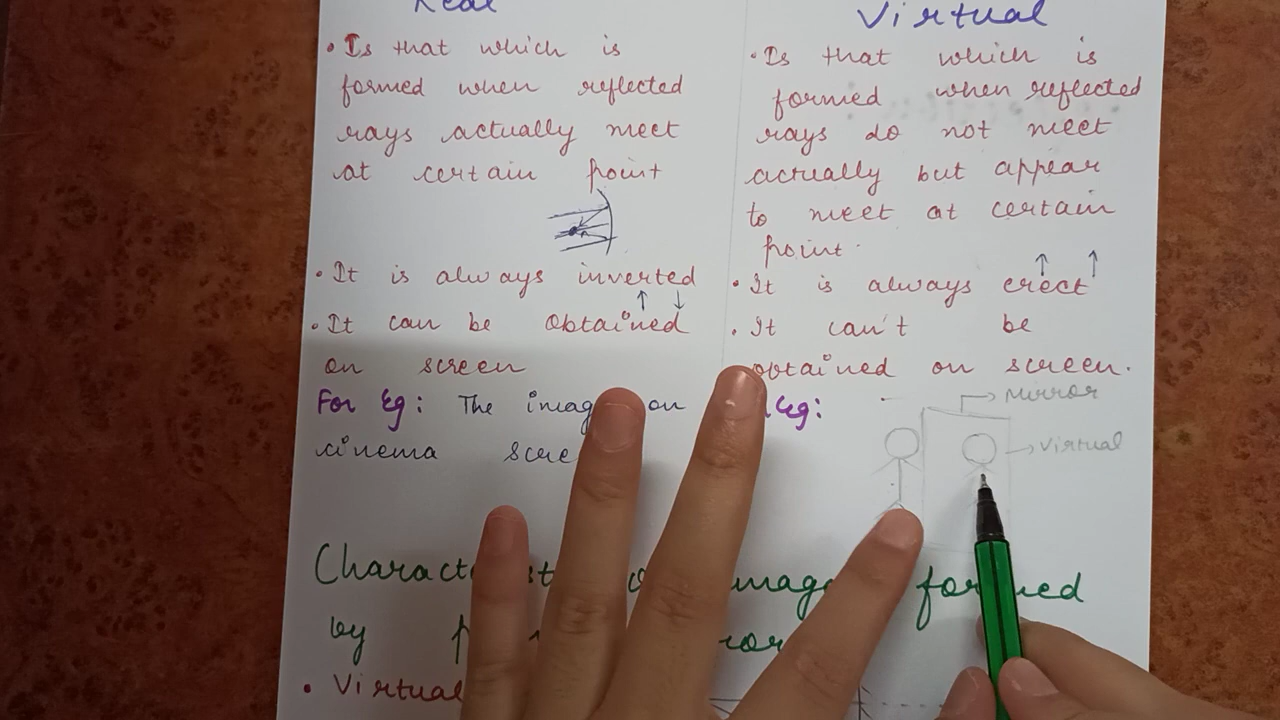 Real
• Is that which is
formed when reflected
rays actually meet
at certain point
• It is always inverted
• It can be obtained
on screen
For Eg: The on
cinema
Virtual
• Is that which is
formed when reflected
rays do not meet
actually but appear
to meet at certain
point.
• It is always erect
• It can't be
obtained on screen.
Eg:
Mirror
Virtual
formed
by
• Virtual